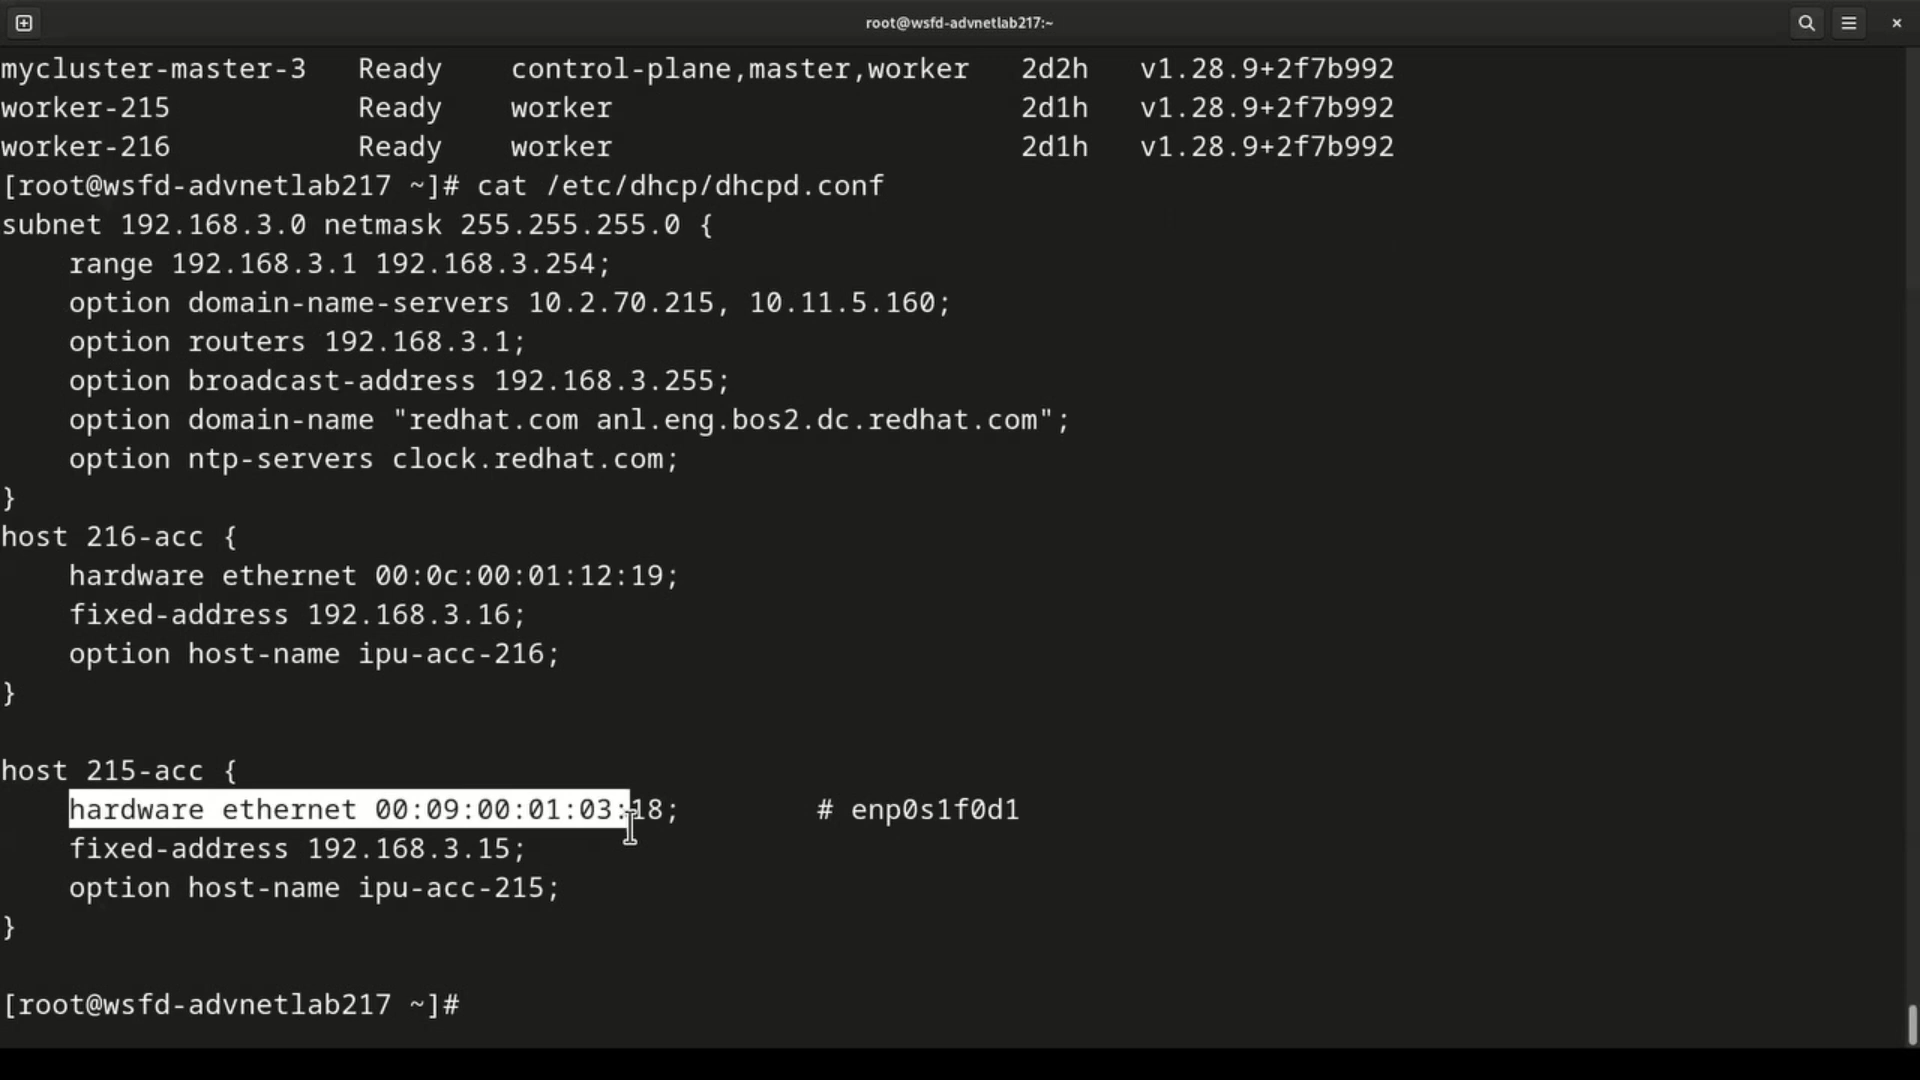 root@wsfd-advnetlab217:~
mycluster-master-3   Ready    control-plane,master,worker   2d2h   v1.28.9+2f7b992
worker-215           Ready    worker                        2d1h   v1.28.9+2f7b992
worker-216           Ready    worker                        2d1h   v1.28.9+2f7b992
[root@wsfd-advnetlab217 ~]# cat /etc/dhcp/dhcpd.conf
subnet 192.168.3.0 netmask 255.255.255.0 {
    range 192.168.3.1 192.168.3.254;
    option domain-name-servers 10.2.70.215, 10.11.5.160;
    option routers 192.168.3.1;
    option broadcast-address 192.168.3.255;
    option domain-name "redhat.com anl.eng.bos2.dc.redhat.com";
    option ntp-servers clock.redhat.com;
}
host 216-acc {
    hardware ethernet 00:0c:00:01:12:19;
    fixed-address 192.168.3.16;
    option host-name ipu-acc-216;
}

host 215-acc {
    hardware ethernet 00:09:00:01:03:18;        # enp0s1f0d1
    fixed-address 192.168.3.15;
    option host-name ipu-acc-215;
}

[root@wsfd-advnetlab217 ~]#